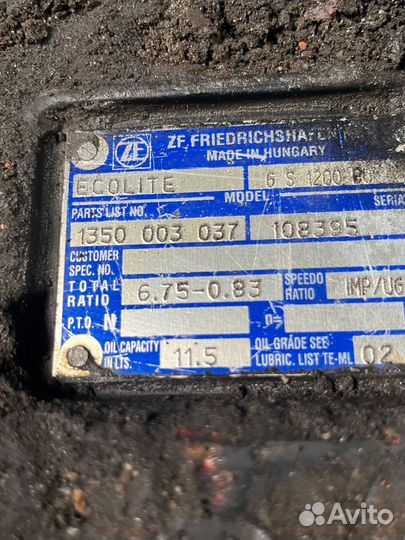 ZF FRIEDRICHSHAFEN
ZF
MADE IN HUNGARY
ECOLITE 6 S 1200
MODEL SERIA
PARTS LIST NO.
1350 003 037 108395
CUSTOMER
SPEC. NO.
TOTAL RATIO 6.75-0.83 SPEEDO RATIO IMP/UG
P.T.O. N n=
OIL CAPACITY IN LTS. 11.5 OIL GRADE SEE LUBRIC. LIST TE-ML 02
Avito